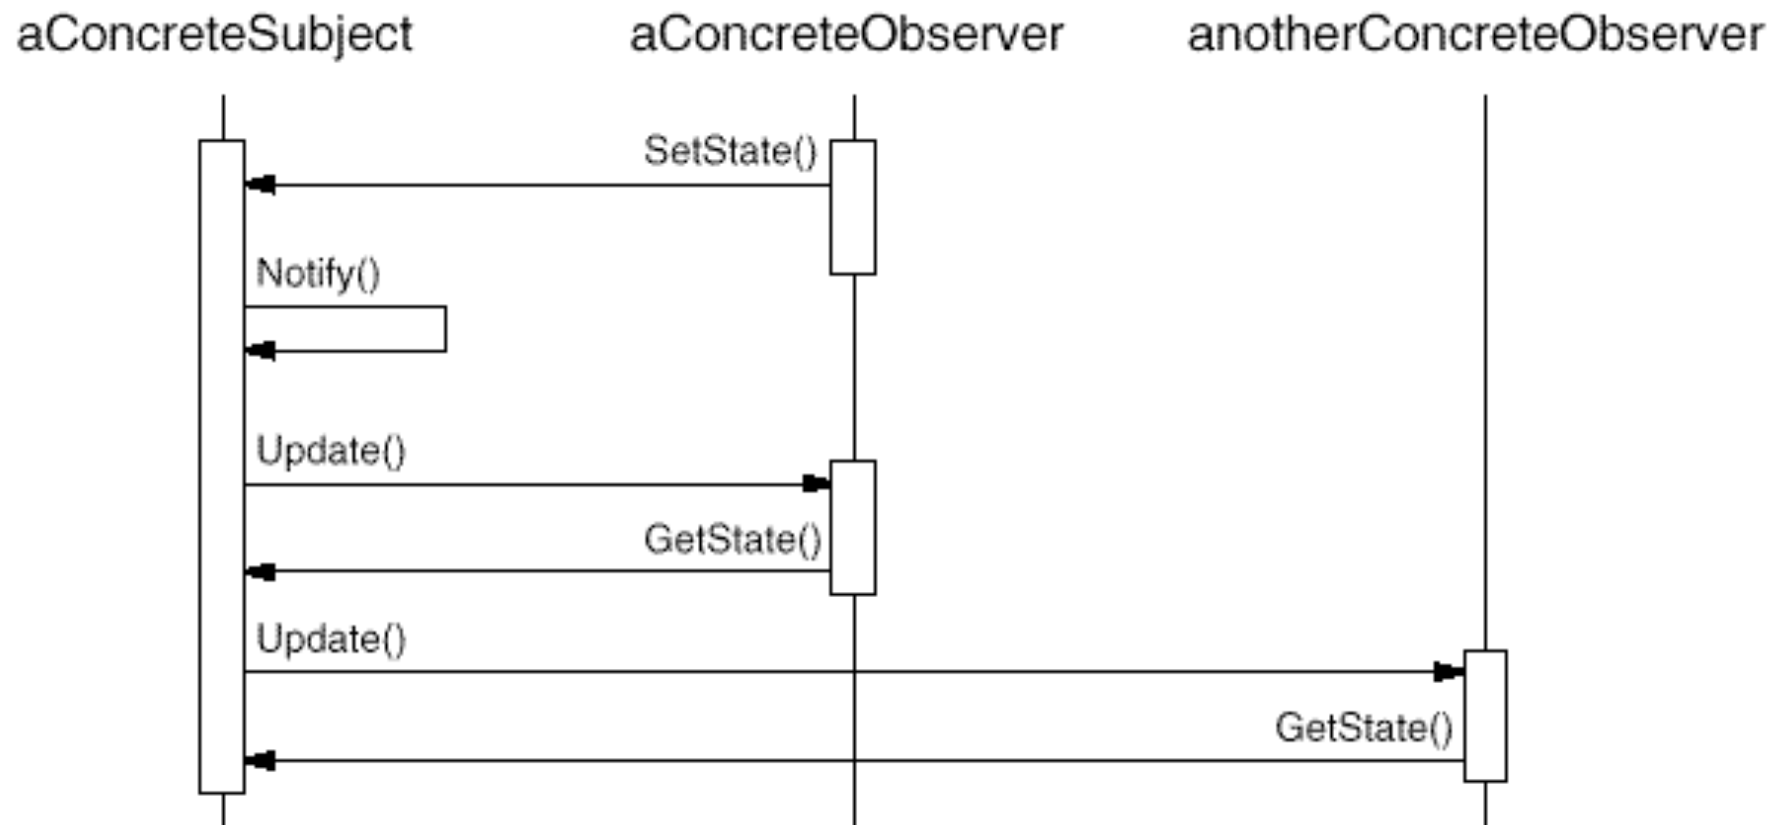 aConcreteSubject
aConcreteObserver
anotherConcreteObserver
SetState()
Notify()
Update()
GetState()
Update()
GetState()